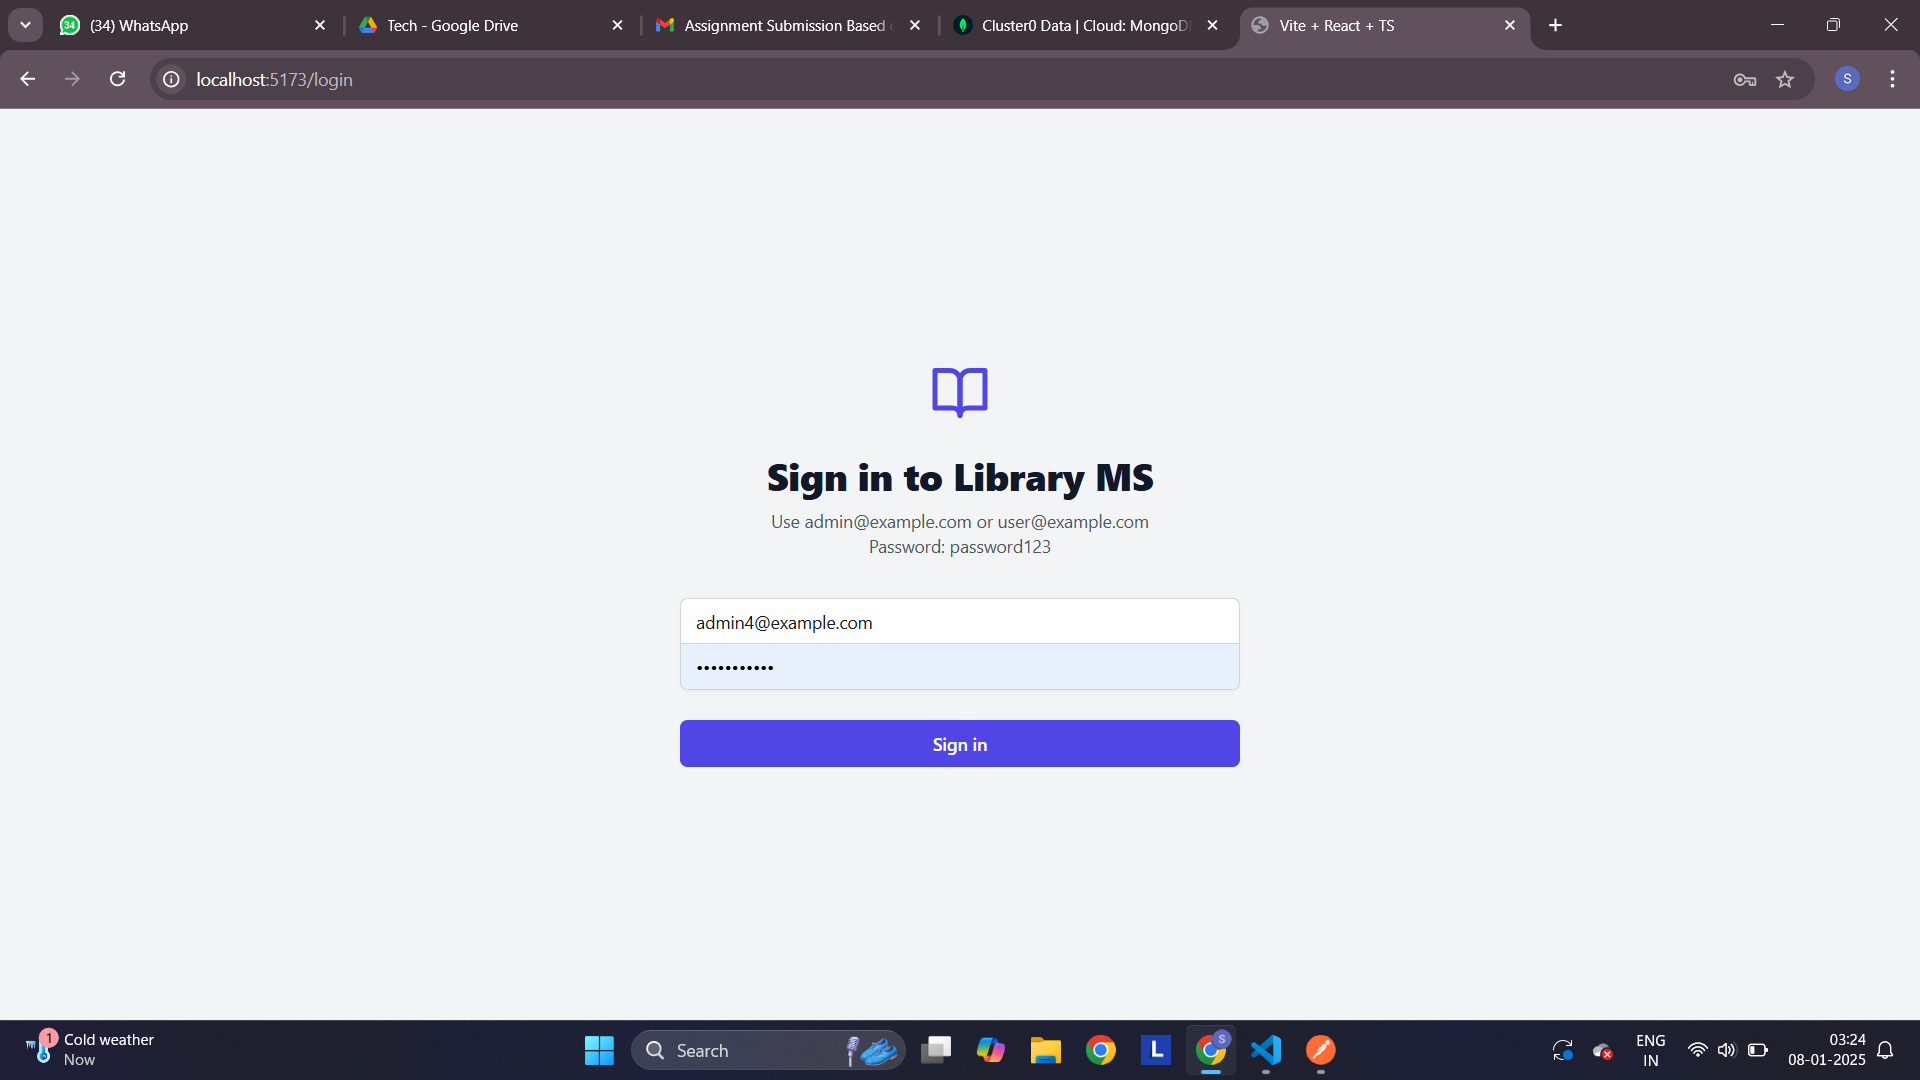 34
(34) WhatsApp
Tech - Google Drive
Assignment Submission Based
Cluster0 Data | Cloud: MongoD
Vite + React + TS
localhost:5173/login
S
Sign in to Library MS
Use admin@example.com or user@example.com
Password: password123
admin4@example.com
•••••••••••
Sign in
1
Cold weather
Now
Search
L
S
ENG
IN
03:24
08-01-2025